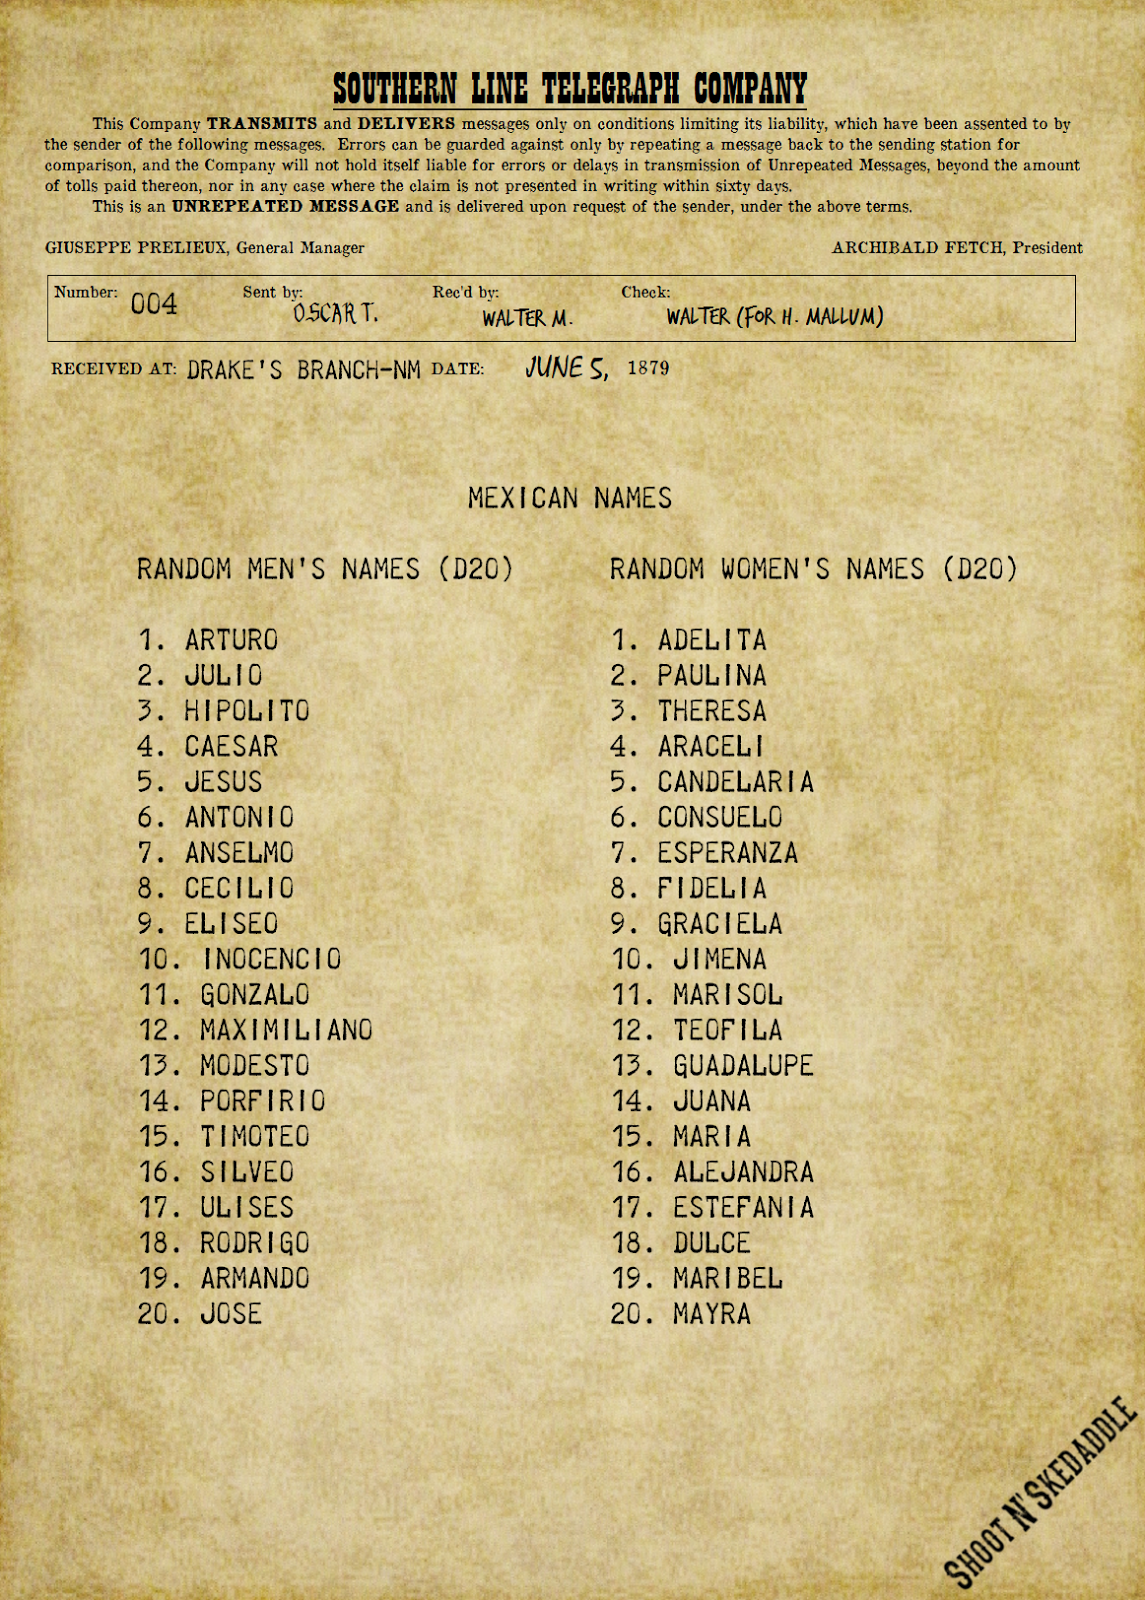 SOUTHERN LINE TELEGRAPH COMPANY
This Company TRANSMITS and DELIVERS messages only on conditions limiting its liability, which have been assented to by
the sender of the following messages. Errors can be guarded against only by repeating a message back to the sending station for
comparison, and the Company will not hold itself liable for errors or delays in transmission of Unrepeated Messages, beyond the amount
of tolls paid thereon, nor in any case where the claim is not presented in writing within sixty days.
This is an UNREPEATED MESSAGE and is delivered upon request of the sender, under the above terms.
GIUSEPPE PRELIEUX, General Manager ARCHIBALD FETCH, President
Number: 004 Sent by: OSCAR T. Rec'd by: WALTER M. Check: WALTER (FOR H. MALLUM)
RECEIVED AT: DRAKE'S BRANCH-NM DATE: JUNE 5, 1879
MEXICAN NAMES
RANDOM MEN'S NAMES (D20)
1. ARTURO
2. JULIO
3. HIPOLITO
4. CAESAR
5. JESUS
6. ANTONIO
7. ANSELMO
8. CECILIO
9. ELISEO
10. INOCENCIO
11. GONZALO
12. MAXIMILIANO
13. MODESTO
14. PORFIRIO
15. TIMOTEO
16. SILVEO
17. ULISES
18. RODRIGO
19. ARMANDO
20. JOSE
RANDOM WOMEN'S NAMES (D20)
1. ADELITA
2. PAULINA
3. THERESA
4. ARACELI
5. CANDELARIA
6. CONSUELO
7. ESPERANZA
8. FIDELIA
9. GRACIELA
10. JIMENA
11. MARISOL
12. TEOFILA
13. GUADALUPE
14. JUANA
15. MARIA
16. ALEJANDRA
17. ESTEFANIA
18. DULCE
19. MARIBEL
20. MAYRA
SHOOT N' SKEDADDLE